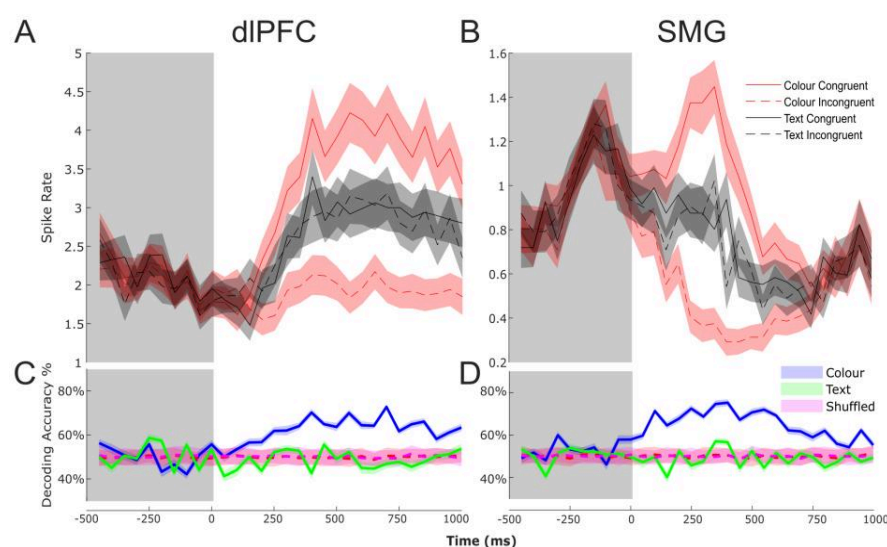 A dlPFC
B SMG
5
4.5
4
3.5
3
2.5
2
1.5
1
Spike Rate
1.6
1.4
1.2
1
0.8
0.6
0.4
0.2
Colour Congruent
Colour Incongruent
Text Congruent
Text Incongruent
C
D
80%
60%
40%
Decoding Accuracy %
80%
60%
40%
Colour
Text
Shuffled
-500 -250 0 250 500 750 1000
-500 -250 0 250 500 750 1000
Time (ms)